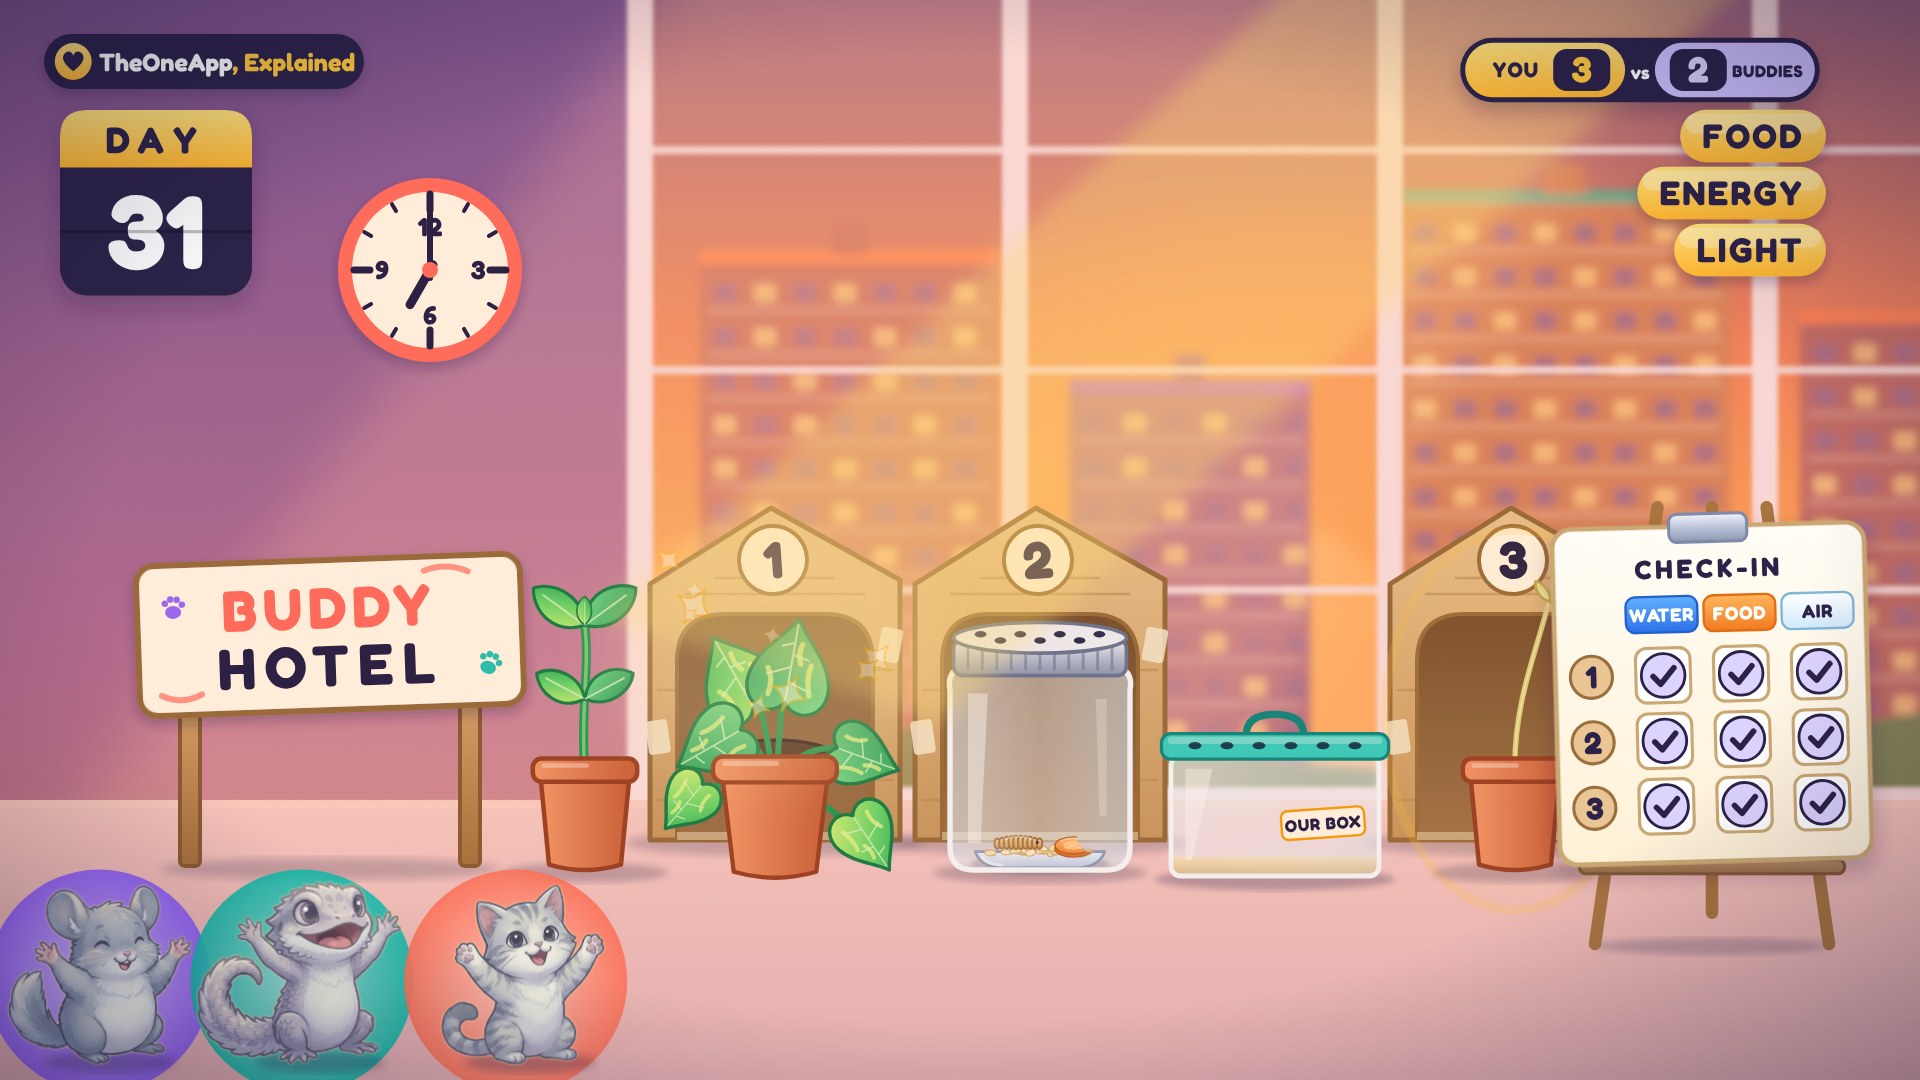 TheOneApp, Explained
YOU 3 vs 2 BUDDIES
DAY
31
FOOD
ENERGY
LIGHT
12
9 3
6
1
2
3
BUDDY
HOTEL
OUR BOX
CHECK-IN
WATER FOOD AIR
1
2
3